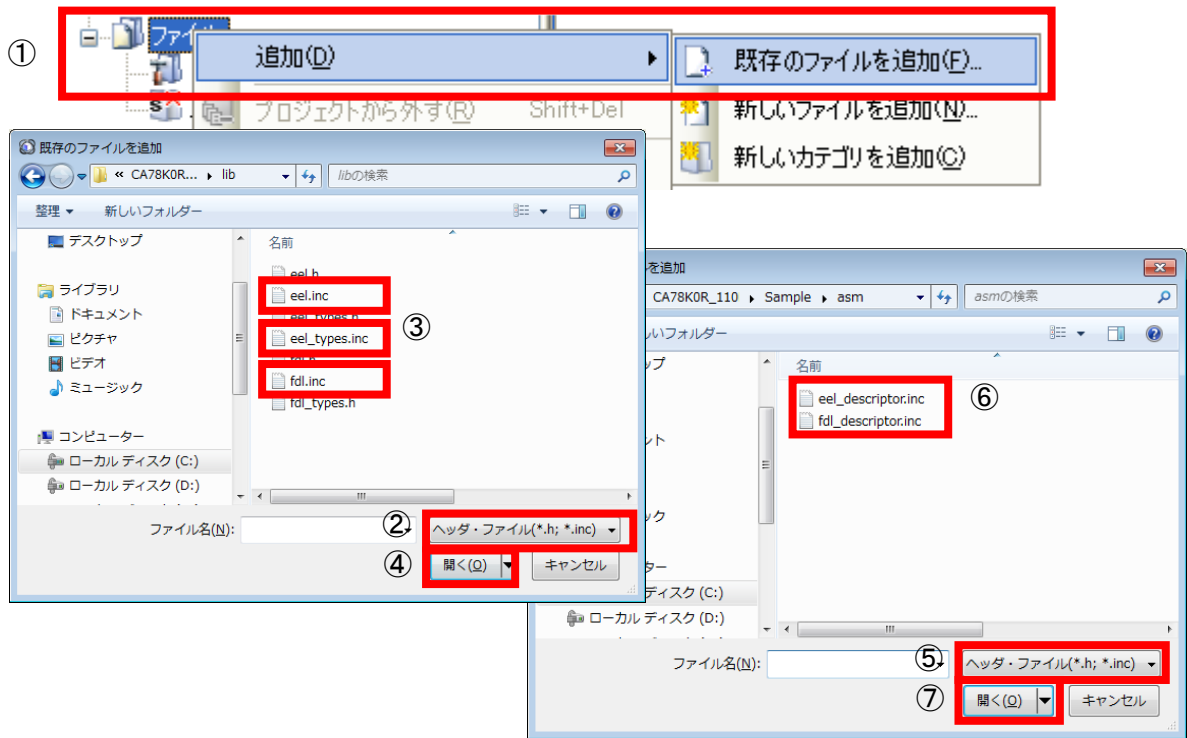 ①
ファイル
追加(D)
既存のファイルを追加(F)...
プロジェクトから外す(R) Shift+Del
新しいファイルを追加(N)...
新しいカテゴリを追加(C)
既存のファイルを追加
« CA78K0R... ▸ lib
libの検索
整理 新しいフォルダー
デスクトップ
ライブラリ
ドキュメント
ピクチャ
ビデオ
ミュージック
コンピューター
ローカル ディスク (C:)
ローカル ディスク (D:)
名前
eel.h
eel.inc
eel_types.h
③
eel_types.inc
fdl.h
fdl.inc
fdl_types.h
ファイル名(N):
②
ヘッダ・ファイル(*.h; *.inc)
④
開く(O) キャンセル
を追加
CA78K0R_110 ▸ Sample ▸ asm
asmの検索
いフォルダー
ップ
ント
ック
ター
ディスク (C:)
ローカル ディスク (D:)
名前
eel_descriptor.inc
fdl_descriptor.inc
⑥
ファイル名(N):
⑤
ヘッダ・ファイル(*.h; *.inc)
⑦
開く(O) キャンセル